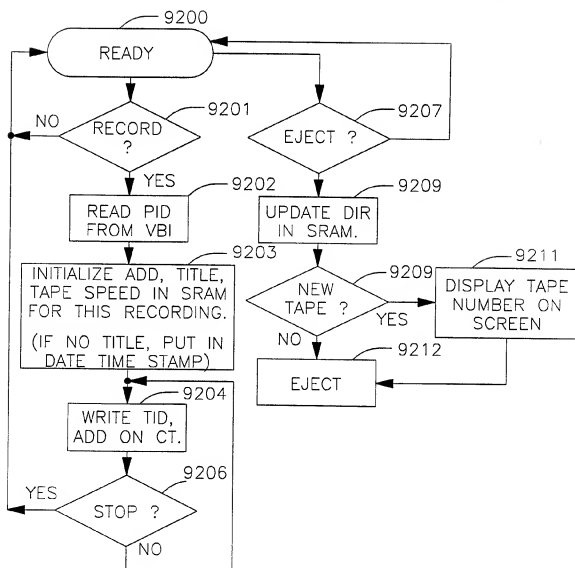 9200
READY
9201
RECORD
?
NO
YES
9202
READ PID
FROM VBI
9203
INITIALIZE ADD, TITLE,
TAPE SPEED IN SRAM
FOR THIS RECORDING.
(IF NO TITLE, PUT IN
DATE TIME STAMP)
9204
WRITE TID,
ADD ON CT.
9206
STOP ?
YES
NO
9207
EJECT ?
9209
UPDATE DIR
IN SRAM.
9209
NEW
TAPE ?
YES
NO
9211
DISPLAY TAPE
NUMBER ON
SCREEN
9212
EJECT